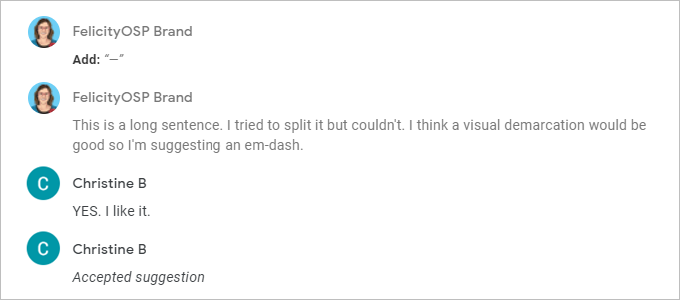 FelicityOSP Brand
Add: “—”
FelicityOSP Brand
This is a long sentence. I tried to split it but couldn't. I think a visual demarcation would be
good so I'm suggesting an em-dash.
C
Christine B
YES. I like it.
C
Christine B
Accepted suggestion